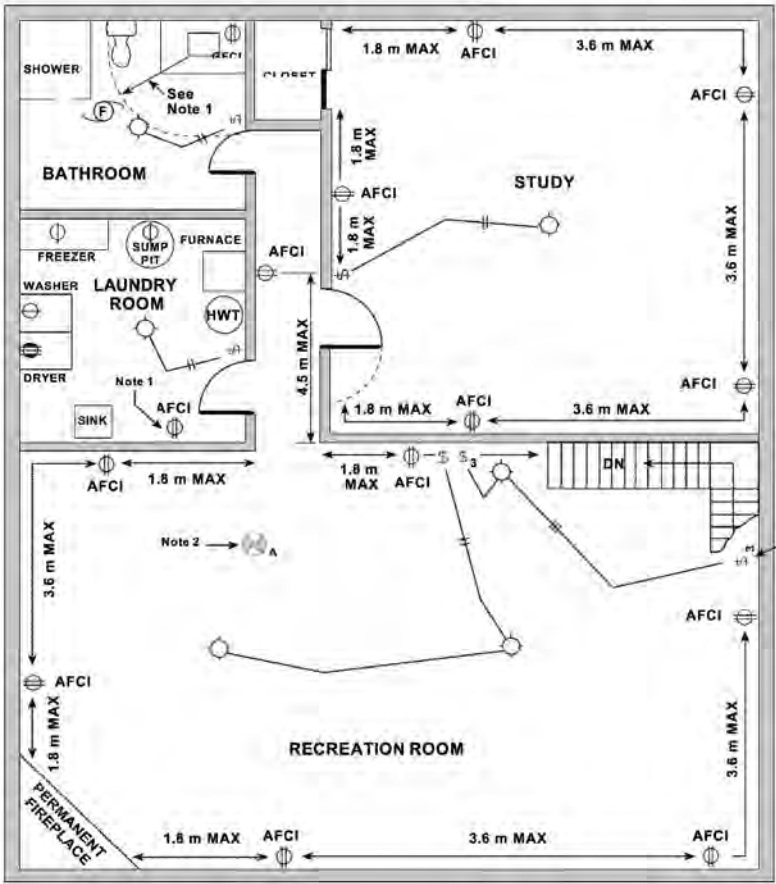 1.8 m MAX
AFCI
3.6 m MAX
SHOWER
GFCI
CLOSET
See
Note 1
F
AFCI
BATHROOM
1.8 m
MAX
AFCI
1.8 m
MAX
STUDY
3.6 m MAX
FREEZER
SUMP
PIT
FURNACE
AFCI
WASHER
LAUNDRY
ROOM
HWT
$
$
$
DRYER
Note 1
AFCI
SINK
4.5 m MAX
AFCI
1.8 m MAX
AFCI
3.6 m MAX
AFCI
1.8 m MAX
1.8 m
MAX
AFCI
$ $3
DN
3.6 m MAX
Note 2
A
$3
AFCI
AFCI
1.8 m MAX
3.6 m MAX
RECREATION ROOM
PERMANENT
FIREPLACE
1.8 m MAX
AFCI
3.6 m MAX
AFCI